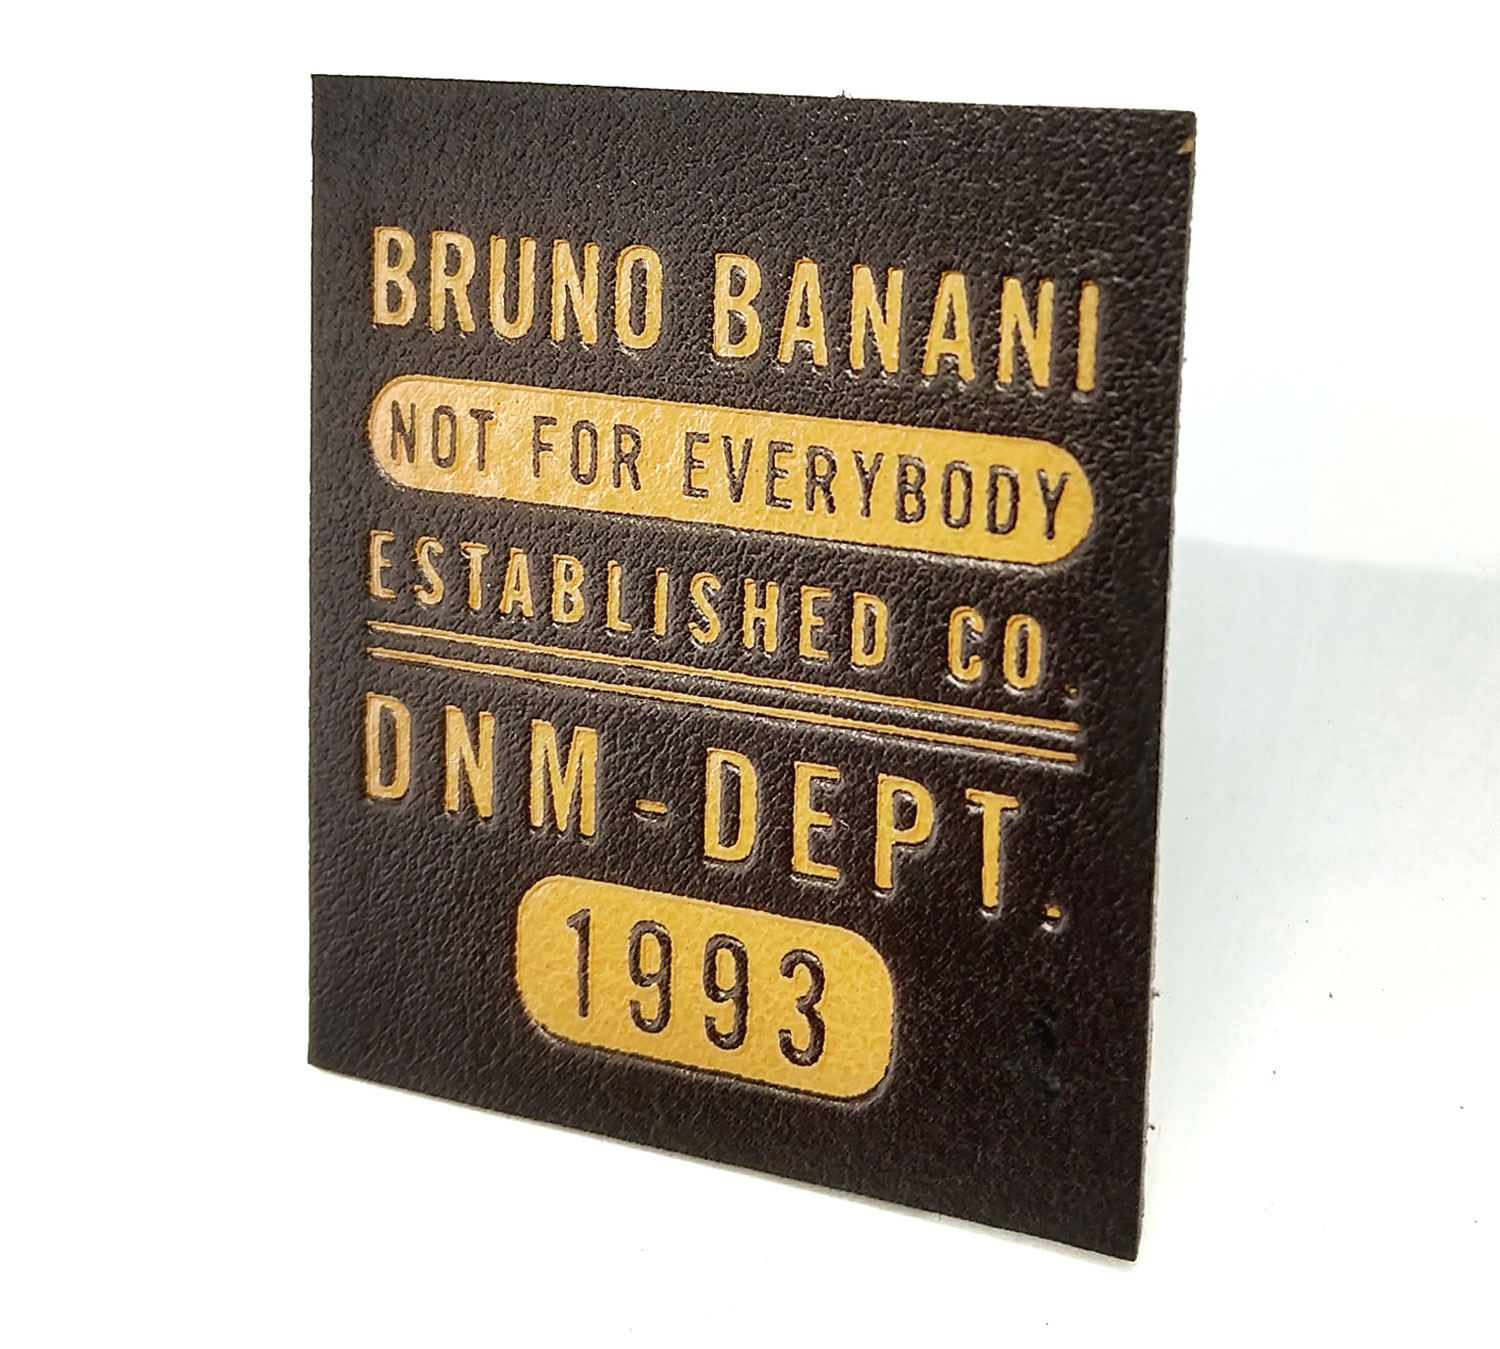 BRUNO BANANI
NOT FOR EVERYBODY
ESTABLISHED CO.
DNM-DEPT.
1993